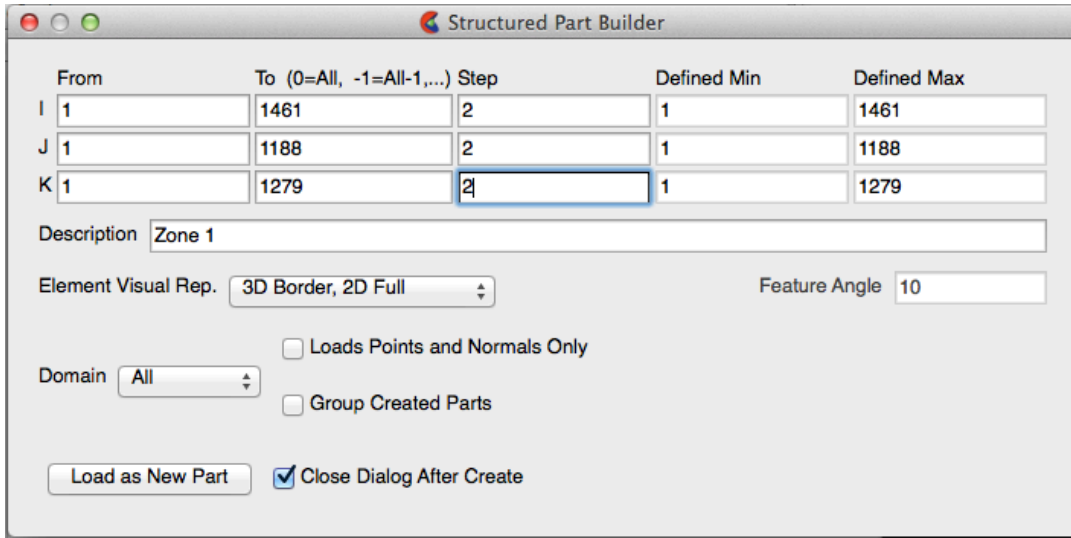 Structured Part Builder
From To (0=All, -1=All-1,...) Step Defined Min Defined Max
I 1 1461 2 1 1461
J 1 1188 2 1 1188
K 1 1279 2 1 1279
Description Zone 1
Element Visual Rep. 3D Border, 2D Full Feature Angle 10
Loads Points and Normals Only
Domain All
Group Created Parts
Load as New Part Close Dialog After Create